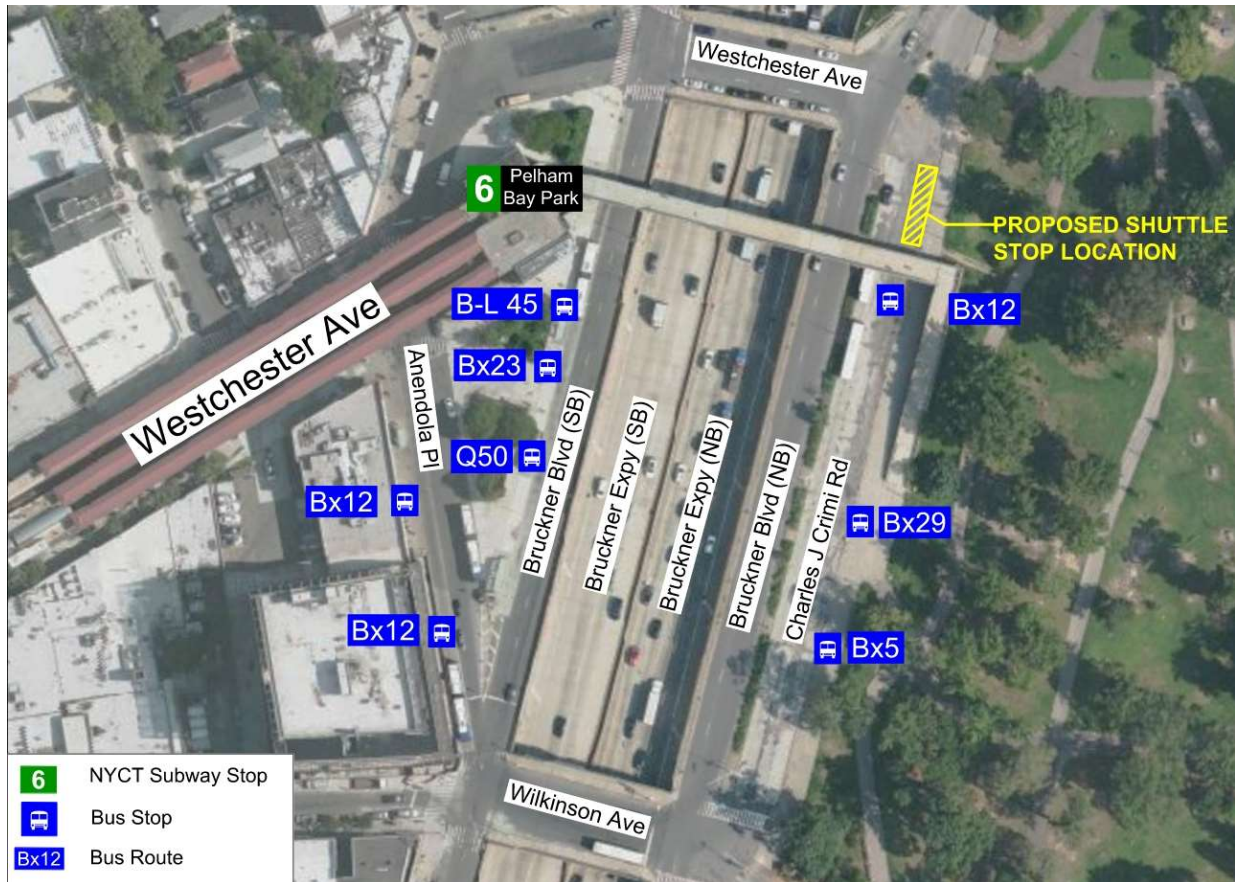 Westchester Ave
6
Pelham
Bay Park
PROPOSED SHUTTLE
STOP LOCATION
B-L 45
Bx12
Westchester Ave
Anendola Pl
Bx23
Q50
Bruckner Blvd (SB)
Bruckner Expy (SB)
Bruckner Expy (NB)
Bruckner Blvd (NB)
Charles J Crimi Rd
Bx12
Bx29
Bx12
Bx5
Wilkinson Ave
6 NYCT Subway Stop
Bus Stop
Bx12 Bus Route